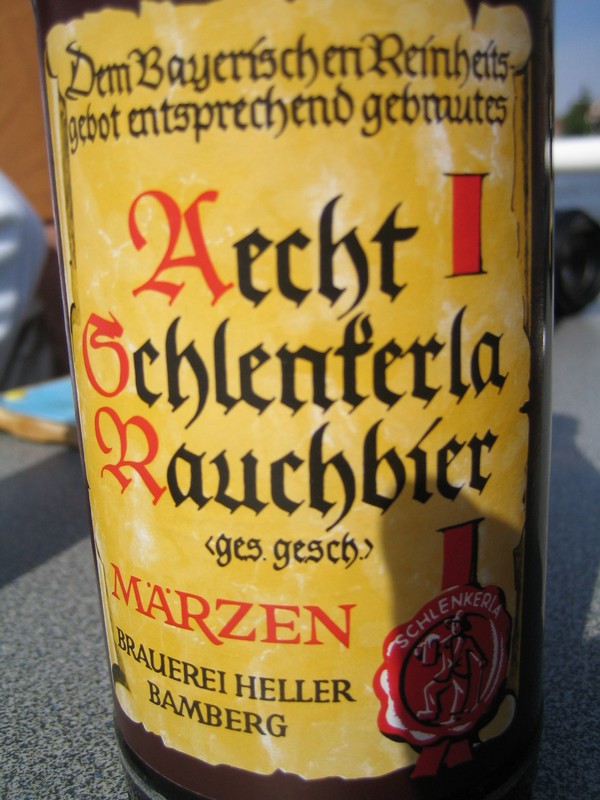 Dem Bayerischen Reinheits-
gebot entsprechend gebrautes
Aecht
Schlenkerla
Rauchbier
<ges. gesch.>
MÄRZEN
BRAUEREI HELLER
BAMBERG
SCHLENKERLA